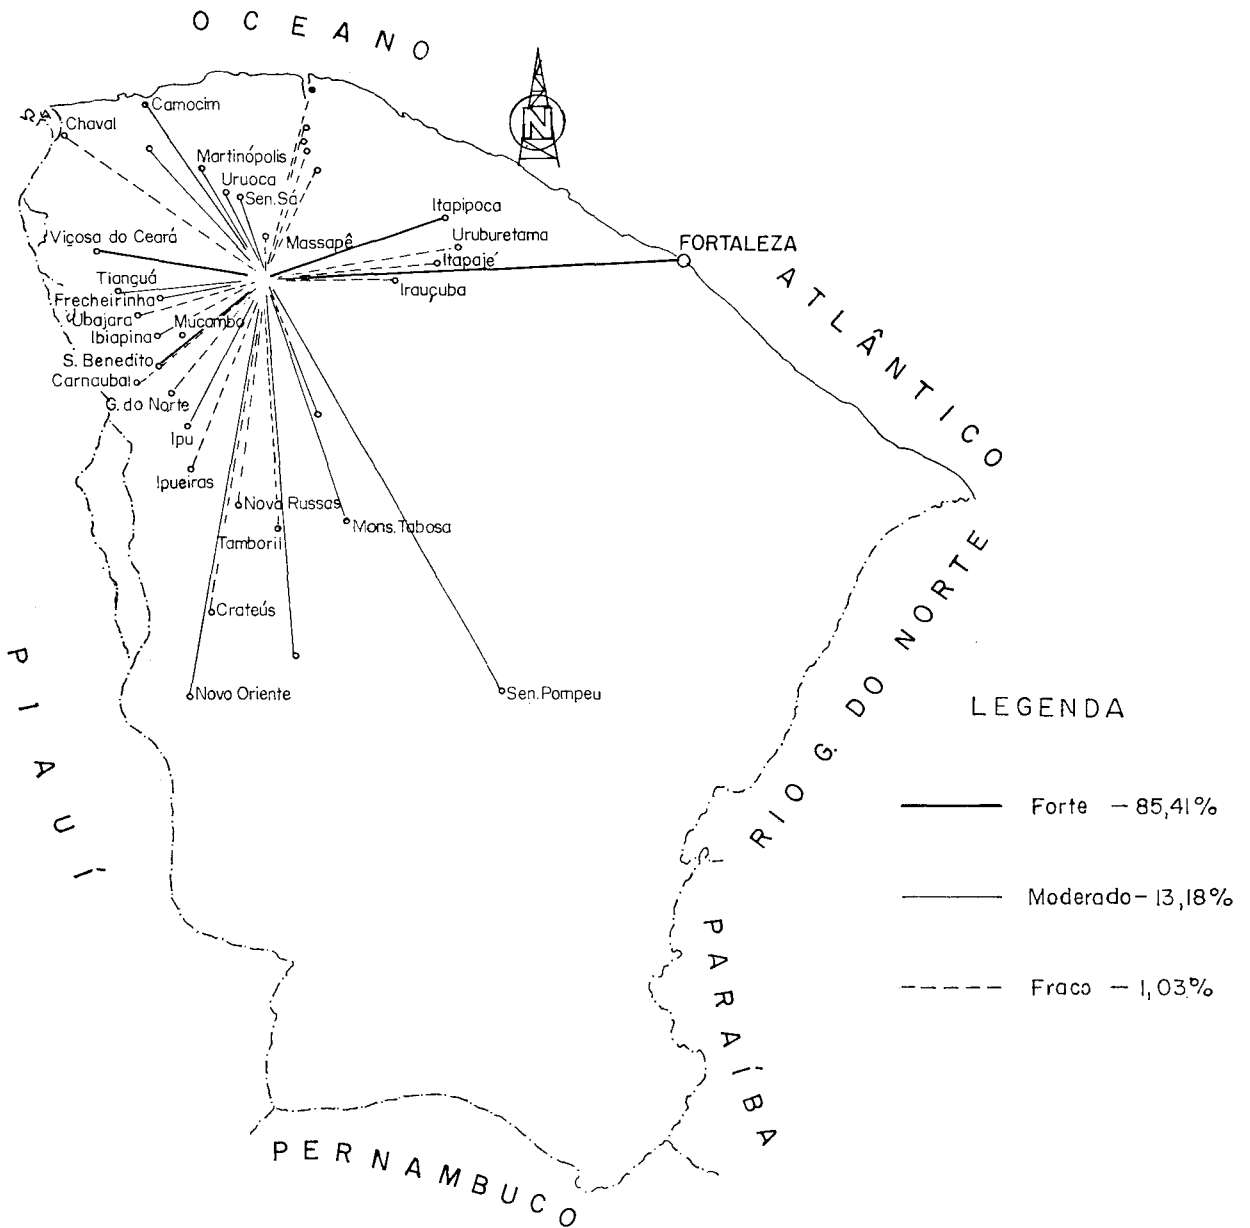 OCEANO
N
Camocim
Chaval
Martinópolis
Uruoca
Sen. Sá
Itapipoca
Viçosa do Ceará
Massapê
Uruburetama
FORTALEZA
Itapajé
Tianguá
Irauçuba
ATLÂNTICO
Frecheirinha
Ubajara
Mucambo
Ibiapina
S. Benedito
Carnaubal
G. do Norte
Ipu
Ipueiras
Nova Russas
Mons. Tabosa
Tamboril
Crateús
Novo Oriente
Sen. Pompeu
PIAUÍ
RIO G. DO NORTE
LEGENDA
Forte - 85,41%
Moderado - 13,18%
Fraco - 1,03%
PARAÍBA
PERNAMBUCO